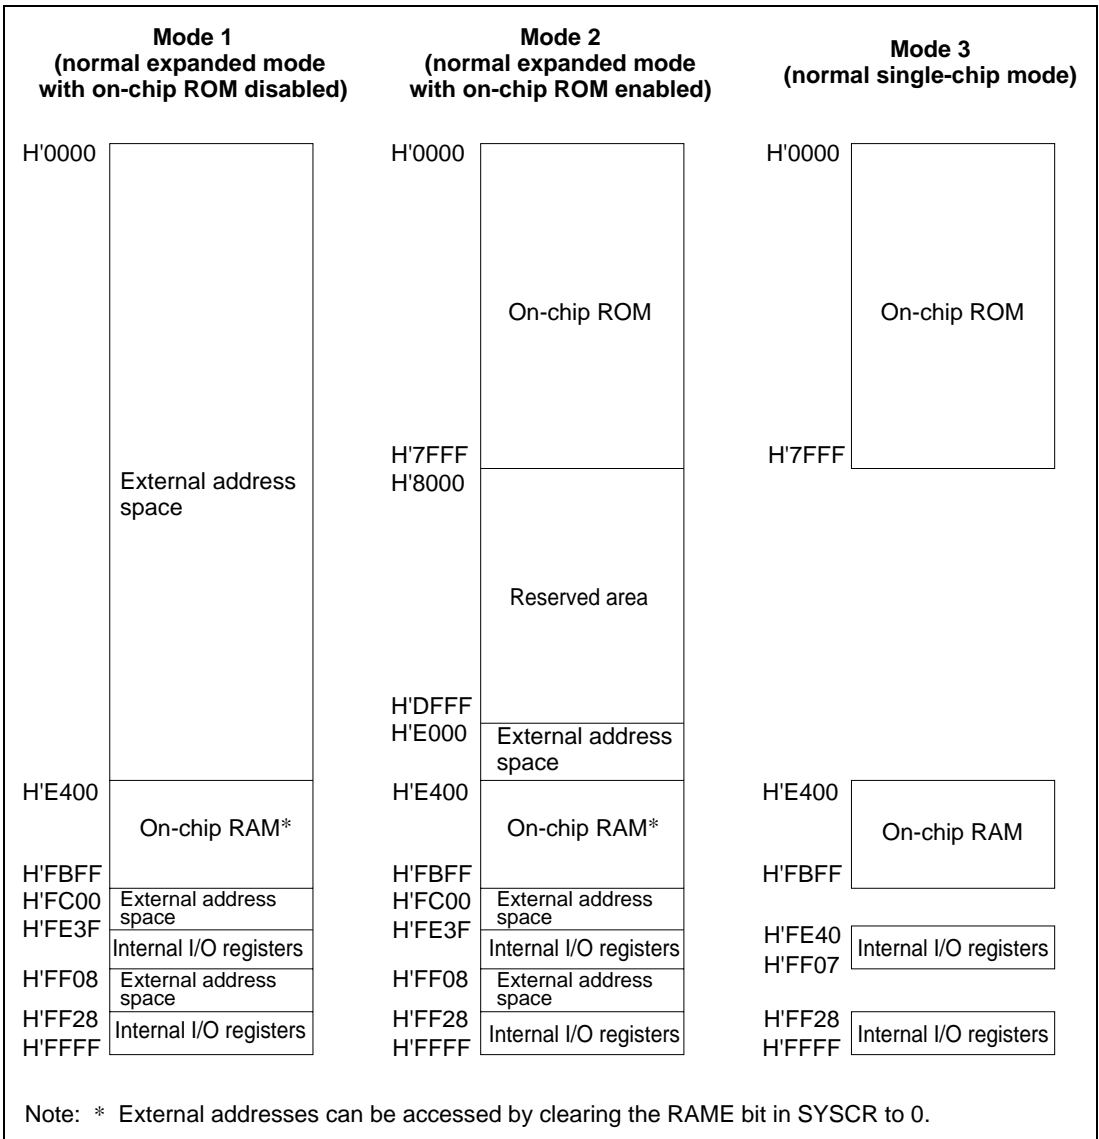 Mode 1
(normal expanded mode
with on-chip ROM disabled)
H'0000
External address
space
H'E400
On-chip RAM*
H'FBFF
H'FC00
External address
space
H'FE3F
Internal I/O registers
H'FF08
External address
space
H'FF28
Internal I/O registers
H'FFFF
Mode 2
(normal expanded mode
with on-chip ROM enabled)
H'0000
On-chip ROM
H'7FFF
H'8000
Reserved area
H'DFFF
H'E000
External address
space
H'E400
On-chip RAM*
H'FBFF
H'FC00
External address
space
H'FE3F
Internal I/O registers
H'FF08
External address
space
H'FF28
Internal I/O registers
H'FFFF
Mode 3
(normal single-chip mode)
H'0000
On-chip ROM
H'7FFF
H'E400
On-chip RAM
H'FBFF
H'FE40
Internal I/O registers
H'FF07
H'FF28
Internal I/O registers
H'FFFF
Note: * External addresses can be accessed by clearing the RAME bit in SYSCR to 0.